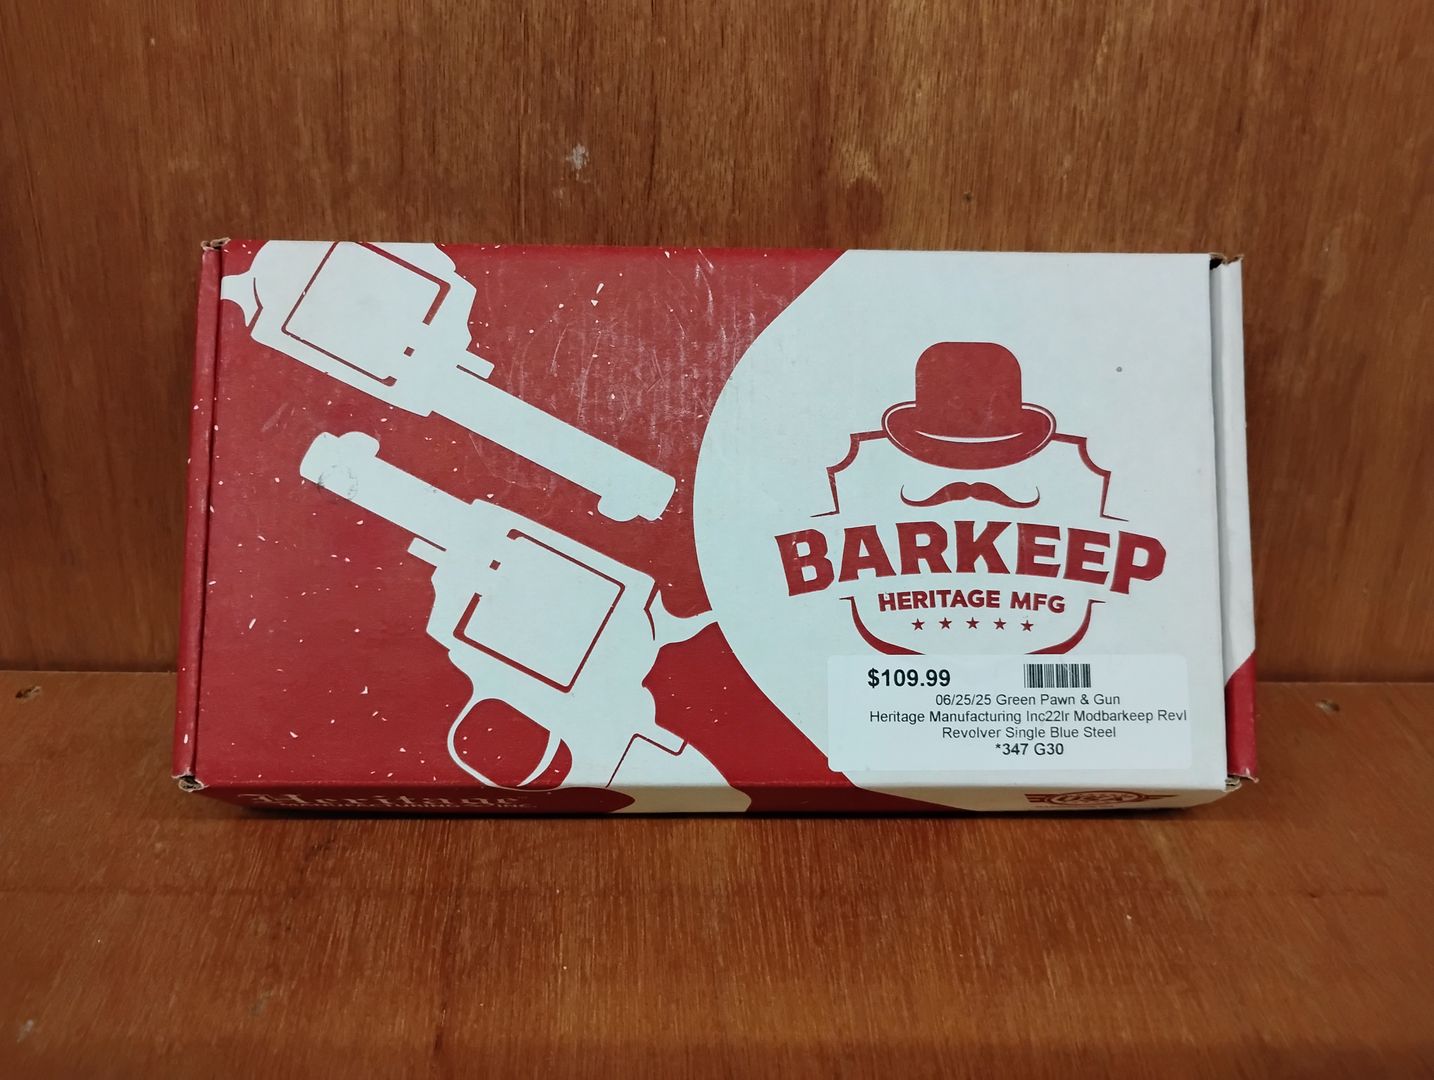 BARKEEP
HERITAGE MFG
$109.99
06/25/25 Green Pawn & Gun
Heritage Manufacturing Inc22lr Modbarkeep Revl
Revolver Single Blue Steel
*347 G30
Heritage